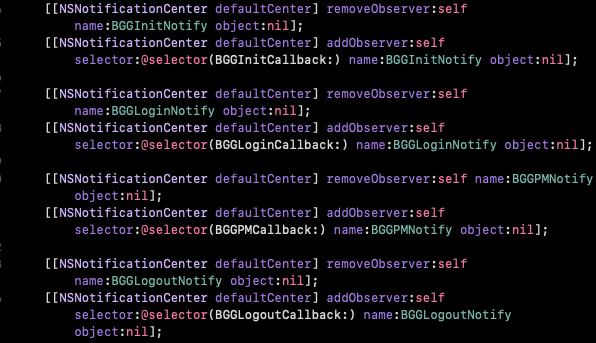 [[NSNotificationCenter defaultCenter] removeObserver:self
name:BGGInitNotify object:nil];
[[NSNotificationCenter defaultCenter] addObserver:self
selector:@selector(BGGInitCallback:) name:BGGInitNotify object:nil];
[[NSNotificationCenter defaultCenter] removeObserver:self
name:BGGLoginNotify object:nil];
[[NSNotificationCenter defaultCenter] addObserver:self
selector:@selector(BGGLoginCallback:) name:BGGLoginNotify object:nil];
[[NSNotificationCenter defaultCenter] removeObserver:self name:BGGPMNotify
object:nil];
[[NSNotificationCenter defaultCenter] addObserver:self
selector:@selector(BGGPMCallback:) name:BGGPMNotify object:nil];
[[NSNotificationCenter defaultCenter] removeObserver:self
name:BGGLogoutNotify object:nil];
[[NSNotificationCenter defaultCenter] addObserver:self
selector:@selector(BGGLogoutCallback:) name:BGGLogoutNotify
object:nil];